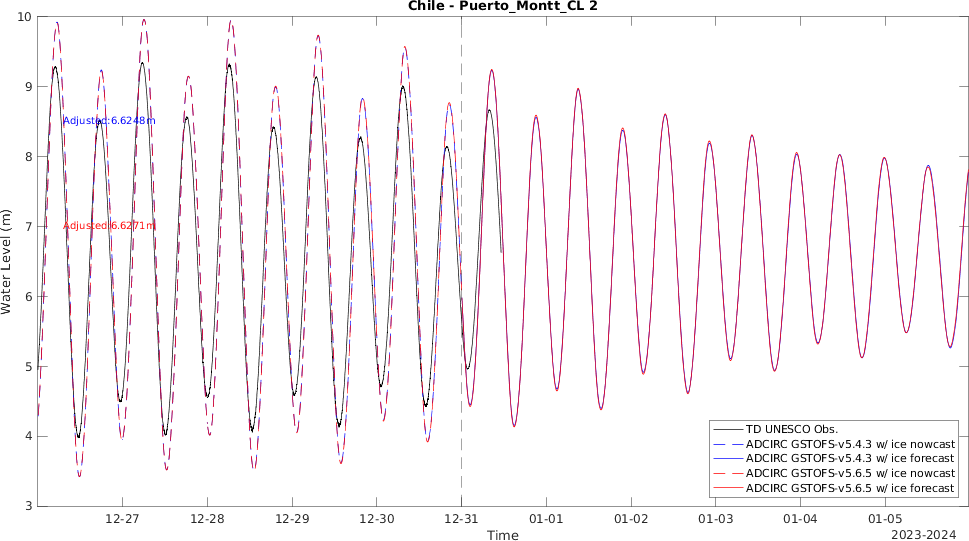 Chile - Puerto_Montt_CL 2
10
9
8
7
6
5
4
3
Water Level (m)
Adjusted:6.6248m
Adjusted:6.6271m
TD UNESCO Obs.
ADCIRC GSTOFS-v5.4.3 w/ ice nowcast
ADCIRC GSTOFS-v5.4.3 w/ ice forecast
ADCIRC GSTOFS-v5.6.5 w/ ice nowcast
ADCIRC GSTOFS-v5.6.5 w/ ice forecast
12-27
12-28
12-29
12-30
12-31
01-01
01-02
01-03
01-04
01-05
Time
2023-2024